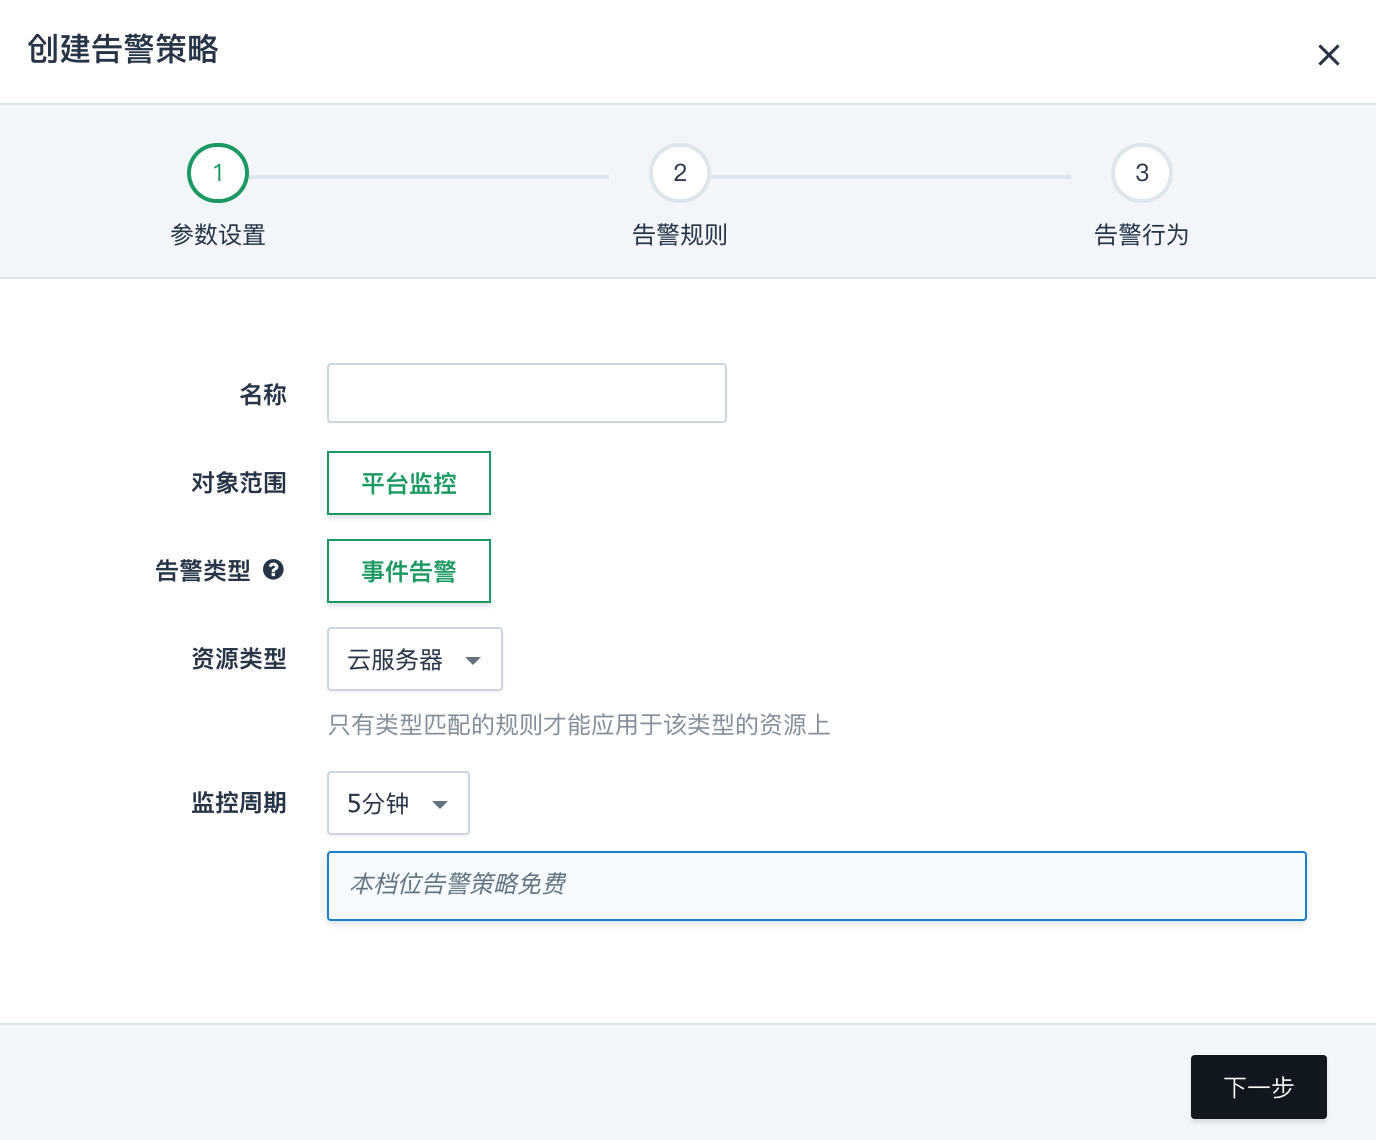 创建告警策略
1
2
3
参数设置
告警规则
告警行为
名称
对象范围
平台监控
告警类型
事件告警
资源类型
云服务器
只有类型匹配的规则才能应用于该类型的资源上
监控周期
5分钟
本档位告警策略免费
下一步